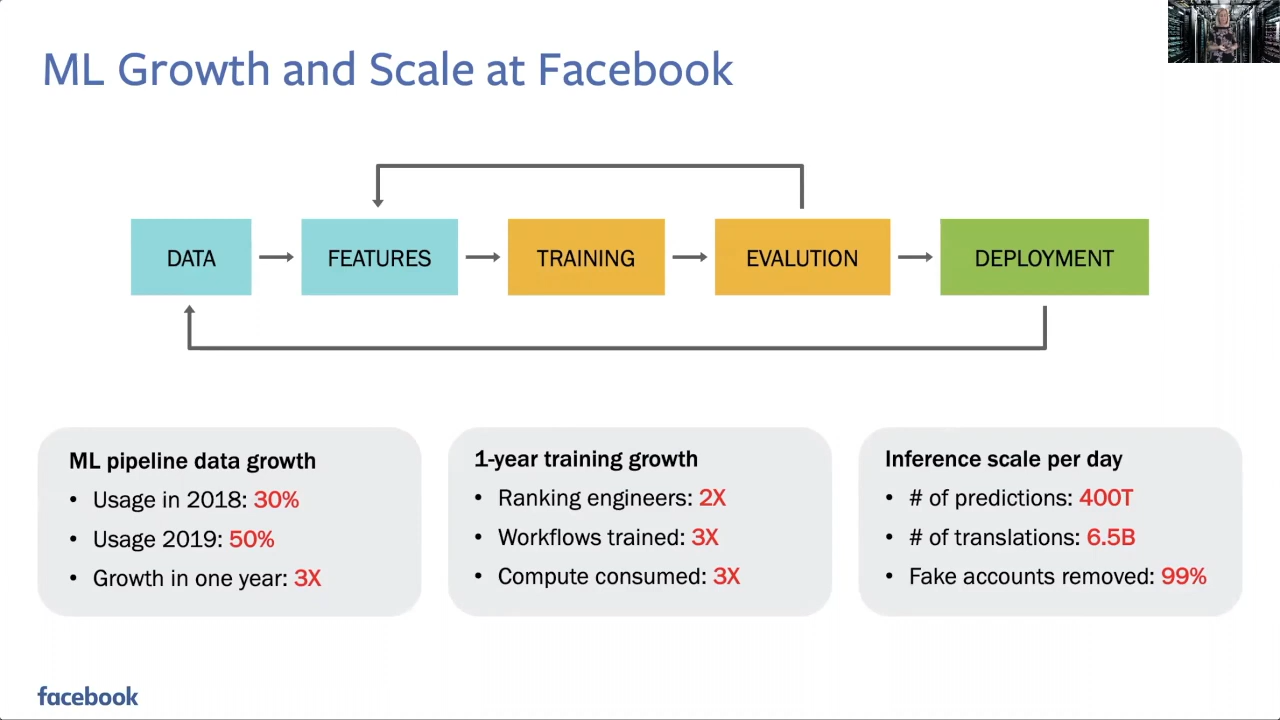 ML Growth and Scale at Facebook
DATA
FEATURES
TRAINING
EVALUTION
DEPLOYMENT
ML pipeline data growth
• Usage in 2018: 30%
• Usage 2019: 50%
• Growth in one year: 3X
1-year training growth
• Ranking engineers: 2X
• Workflows trained: 3X
• Compute consumed: 3X
Inference scale per day
• # of predictions: 400T
• # of translations: 6.5B
• Fake accounts removed: 99%
facebook